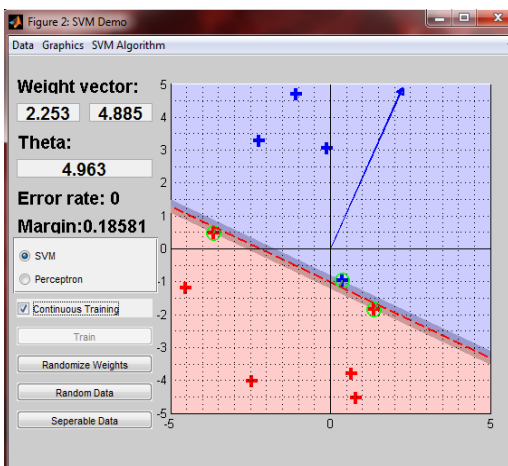 Figure 2: SVM Demo
Data Graphics SVM Algorithm
Weight vector:
2.253 4.885
Theta:
4.963
Error rate: 0
Margin:0.18581
SVM
Perceptron
Continuous Training
Train
Randomize Weights
Random Data
Seperable Data
5
4
3
2
1
0
-1
-2
-3
-4
-5
-5 0 5